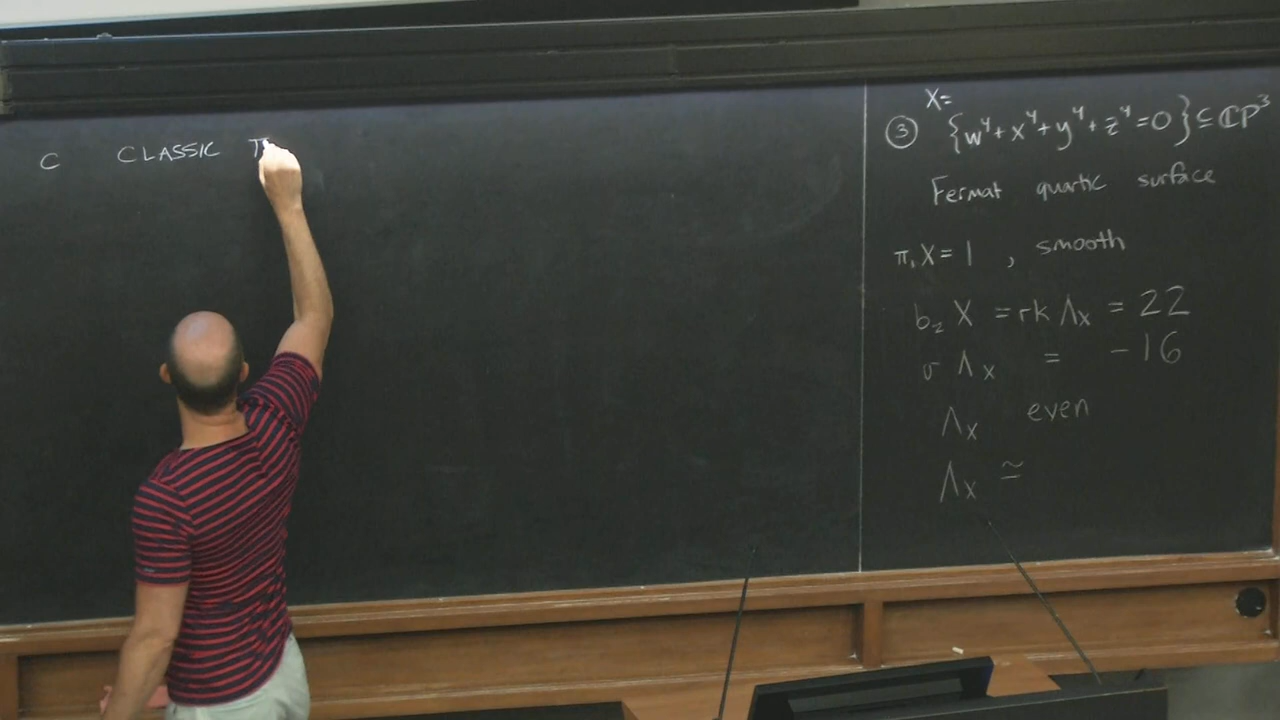 C CLASSIC
③ X = {w⁴+x⁴+y⁴+z⁴=0} ⊆ ℂP³
Fermat quartic surface
π₁X = 1 , smooth
b₂ X = rk Λ_X = 22
σ Λ_X = -16
Λ_X even
Λ_X ≅